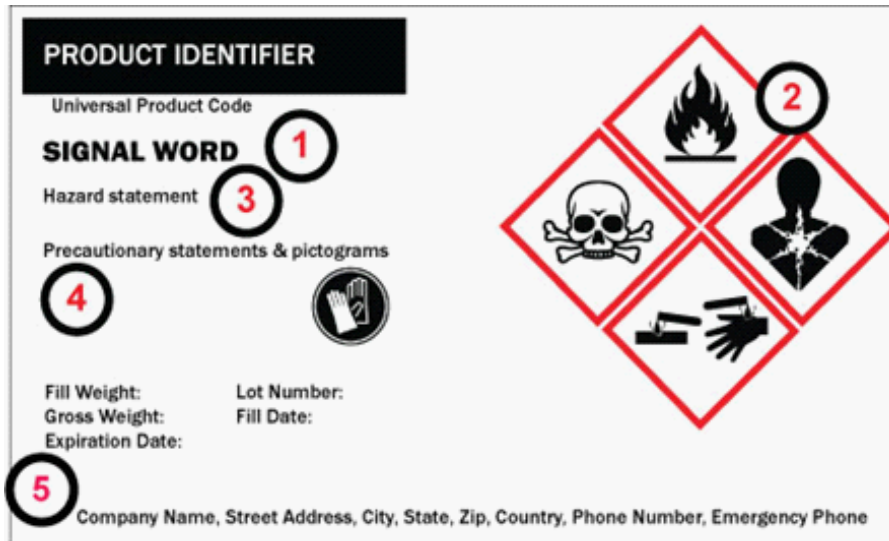 PRODUCT IDENTIFIER
Universal Product Code
SIGNAL WORD 1
2
Hazard statement 3
Precautionary statements & pictograms
4
Fill Weight: Lot Number:
Gross Weight: Fill Date:
Expiration Date:
5
Company Name, Street Address, City, State, Zip, Country, Phone Number, Emergency Phone